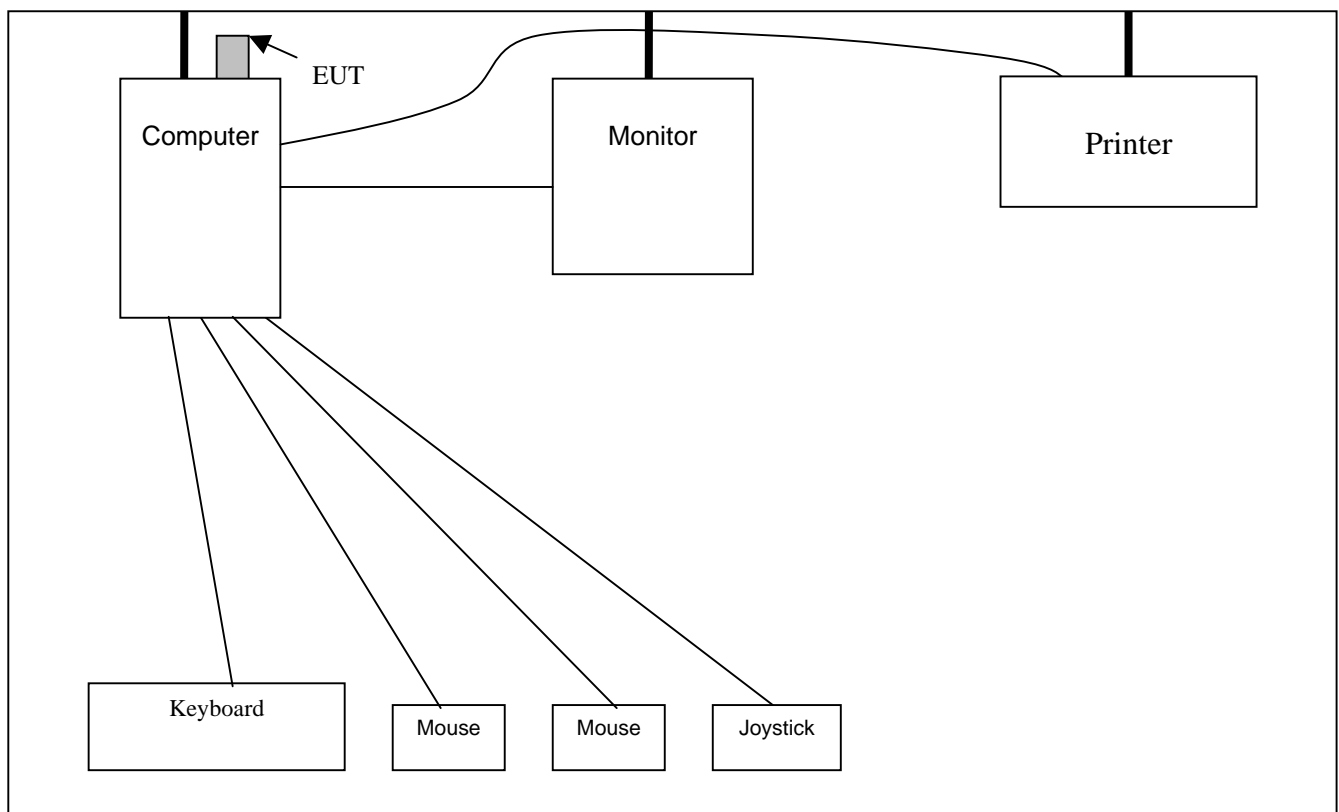 EUT
Computer
Monitor
Printer
Keyboard
Mouse
Mouse
Joystick